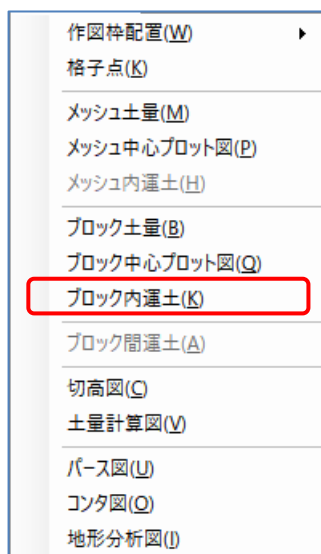 作図枠配置(W)
格子点(K)
メッシュ土量(M)
メッシュ中心プロット図(P)
メッシュ内運土(H)
ブロック土量(B)
ブロック中心プロット図(Q)
ブロック内運土(K)
ブロック間運土(A)
切高図(C)
土量計算図(V)
パース図(U)
コンタ図(O)
地形分析図(I)